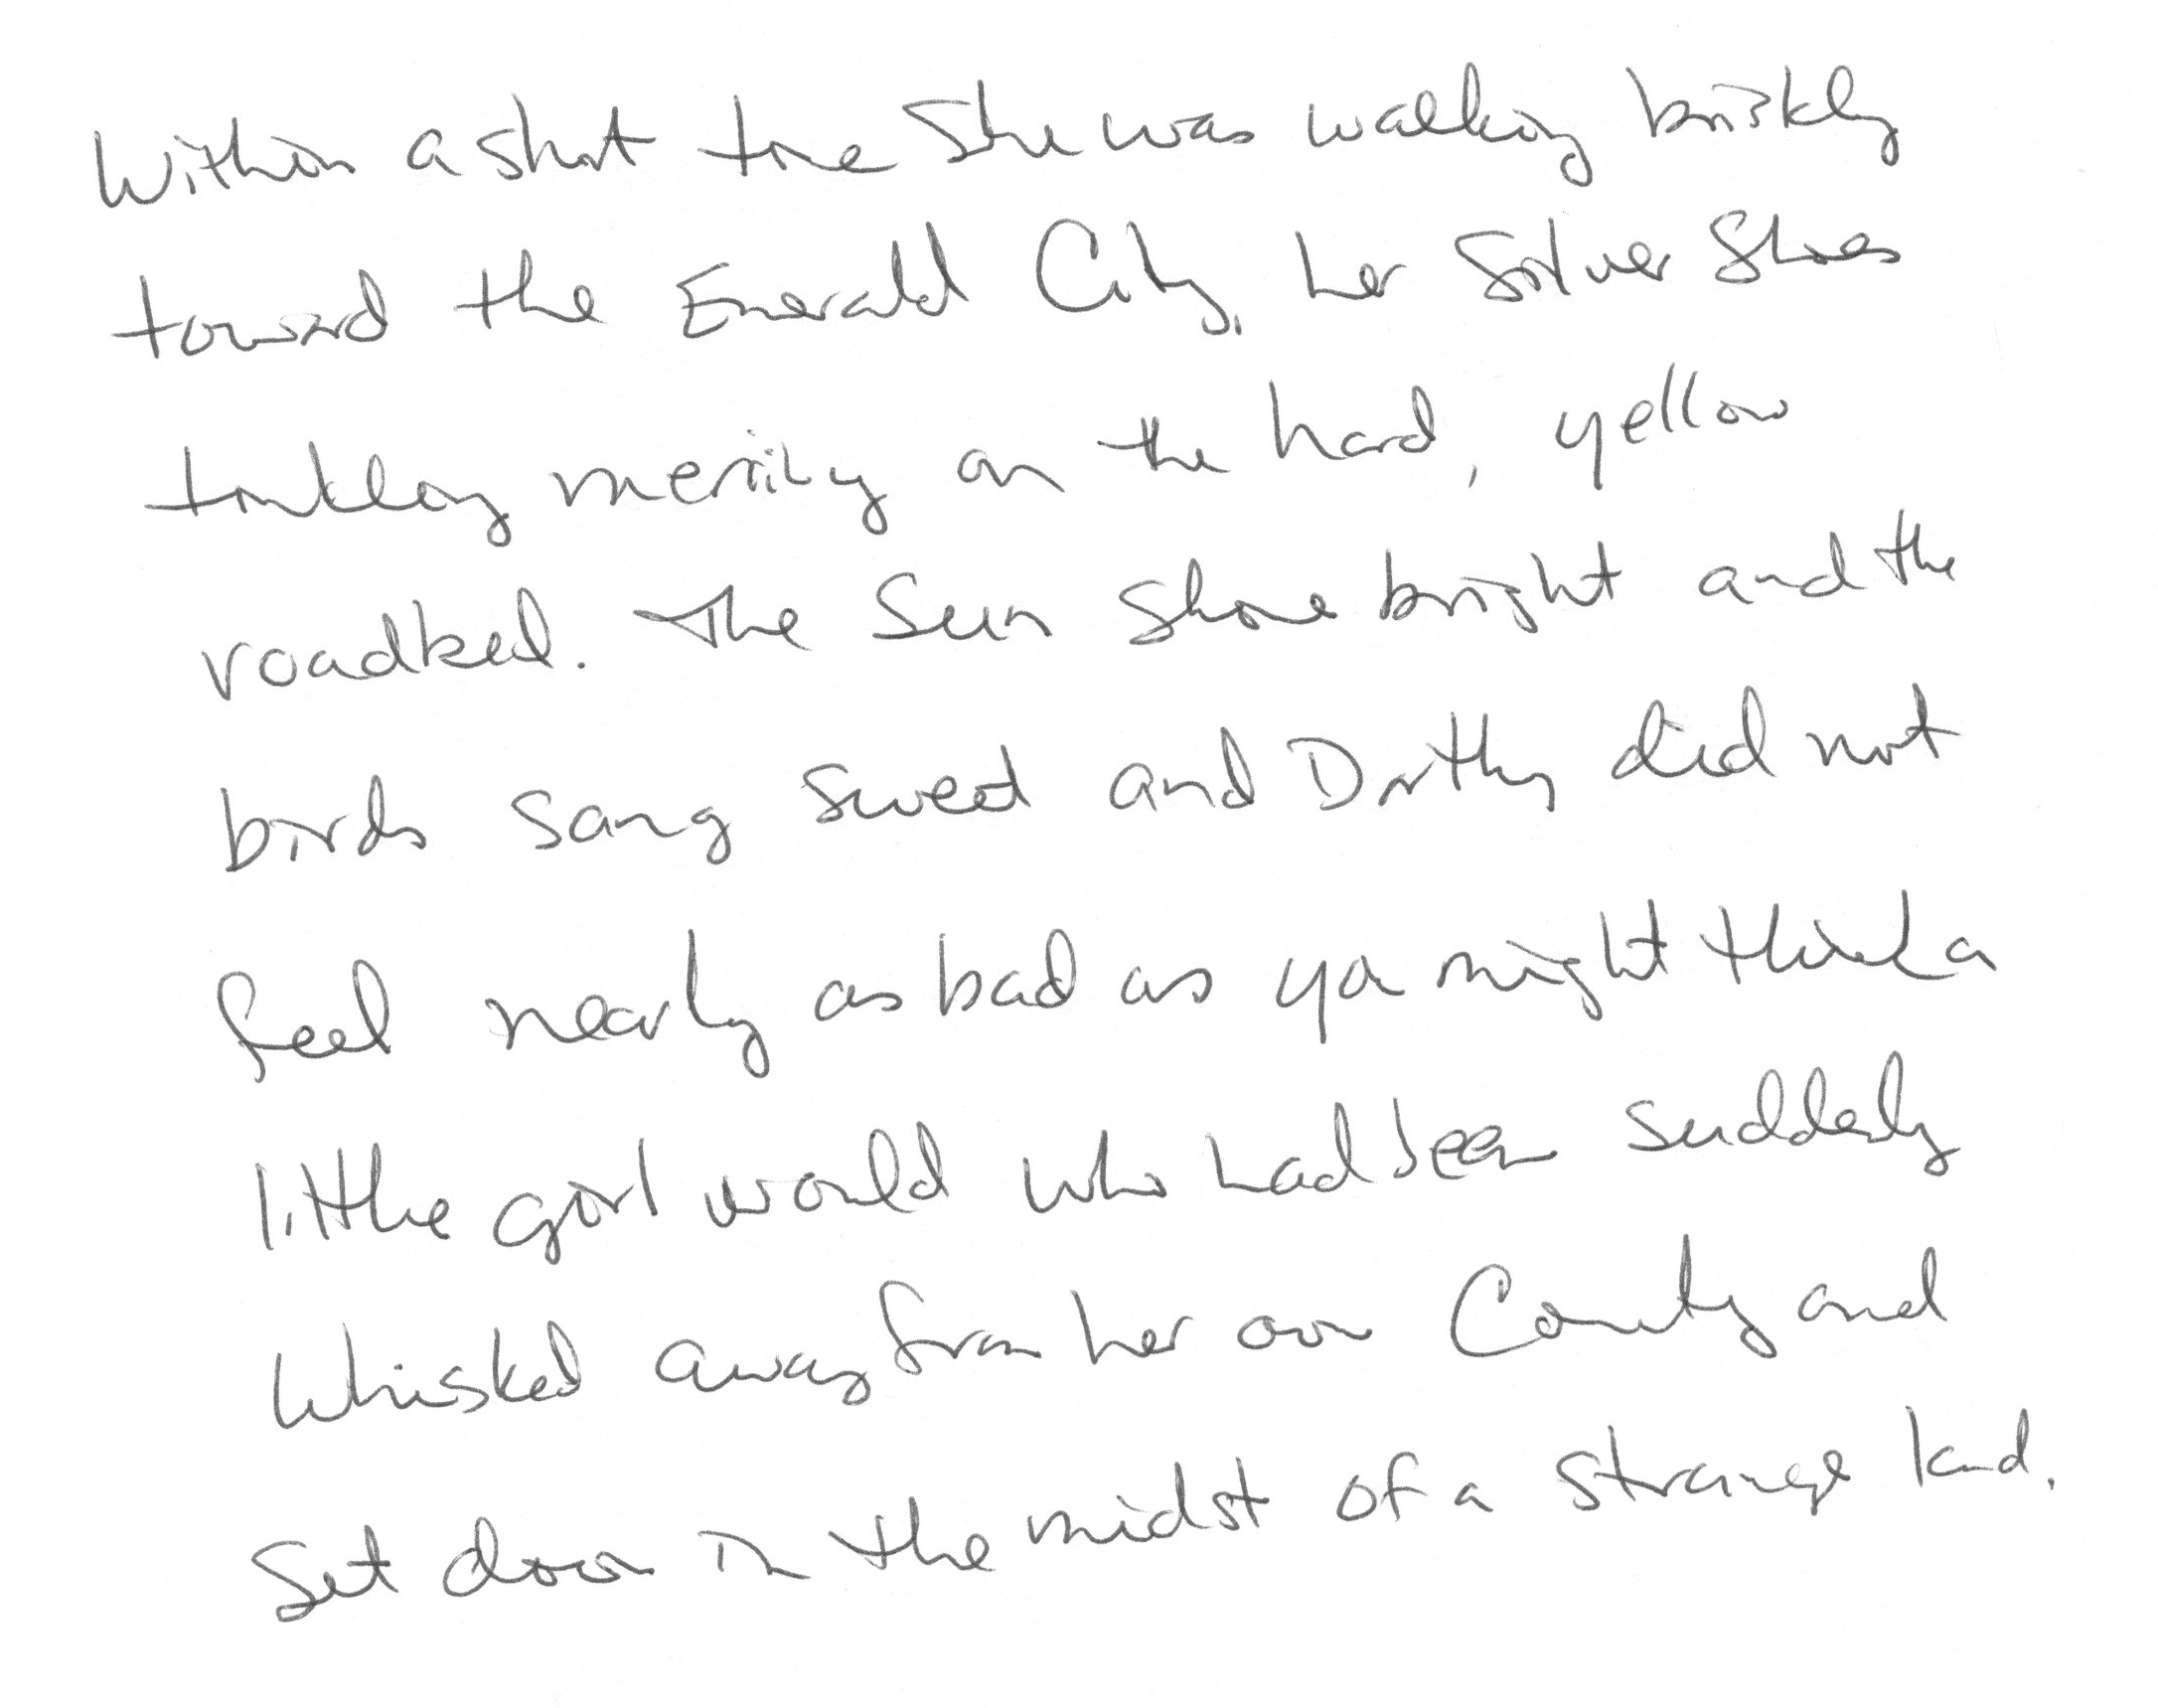 Within a short time she was walking briskly
toward the Emerald City, her Silver Shoes
tinkling merrily on the hard, yellow
roadbed. The sun shone bright and the
birds sang sweet and Dorothy did not
feel nearly as bad as you might think a
little girl would who had been suddenly
whisked away from her own country and
set down in the midst of a strange land.